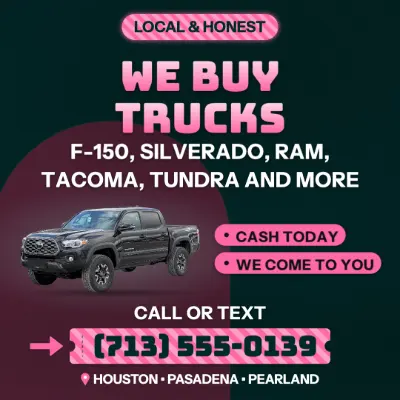 LOCAL & HONEST
WE BUY
TRUCKS
F-150, SILVERADO, RAM,
TACOMA, TUNDRA AND MORE
• CASH TODAY
• WE COME TO YOU
CALL OR TEXT
(713) 555-0139
HOUSTON • PASADENA • PEARLAND